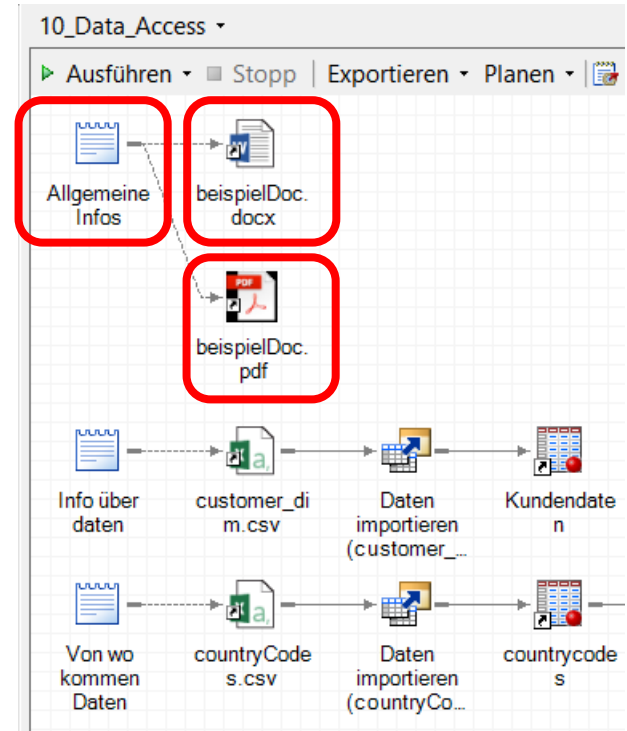 10_Data_Access
Ausführen Stopp Exportieren Planen
Allgemeine
Infos
beispielDoc.
docx
PDF
beispielDoc.
pdf
Info über
daten
customer_di
m.csv
Daten
importieren
(customer_...
Kundendate
n
Von wo
kommen
Daten
countryCode
s.csv
Daten
importieren
(countryCo...
countrycode
s